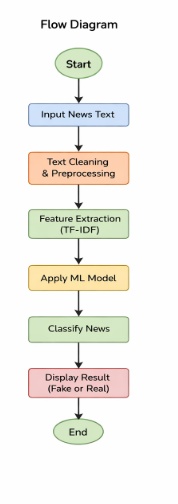 Flow Diagram
Start
Input News Text
Text Cleaning
& Preprocessing
Feature Extraction
(TF-IDF)
Apply ML Model
Classify News
Display Result
(Fake or Real)
End